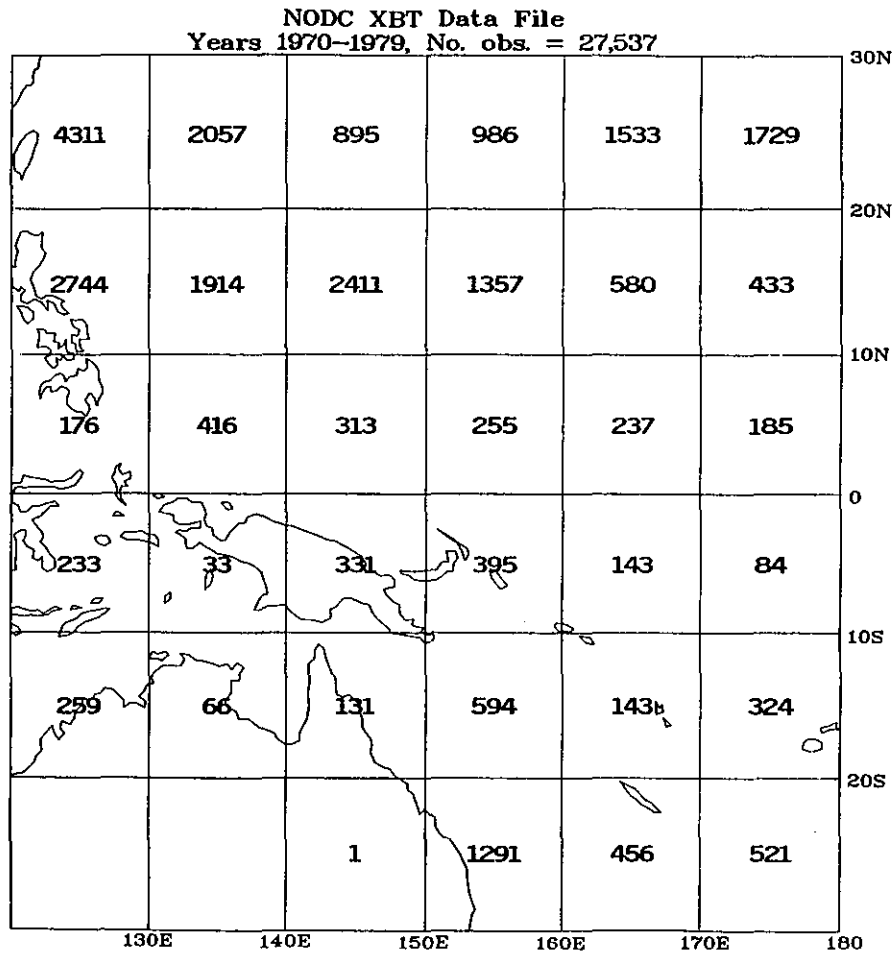 NODC XBT Data File
Years 1970-1979, No. obs. = 27,537
30N
4311 2057 895 986 1533 1729
20N
2744 1914 2411 1357 580 433
10N
176 416 313 255 237 185
0
233 33 331 395 143 84
10S
259 66 131 594 143 324
20S
1 1291 456 521
130E 140E 150E 160E 170E 180